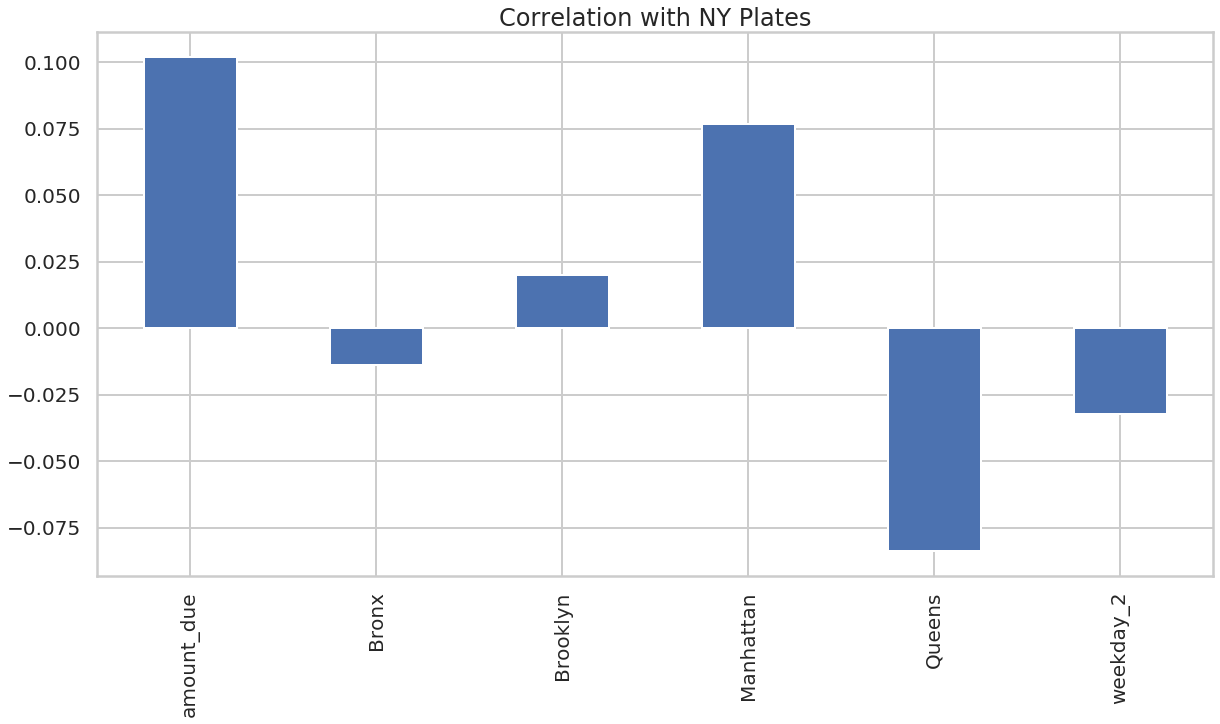 Correlation with NY Plates
0.100
0.075
0.050
0.025
0.000
−0.025
−0.050
−0.075
amount_due
Bronx
Brooklyn
Manhattan
Queens
weekday_2